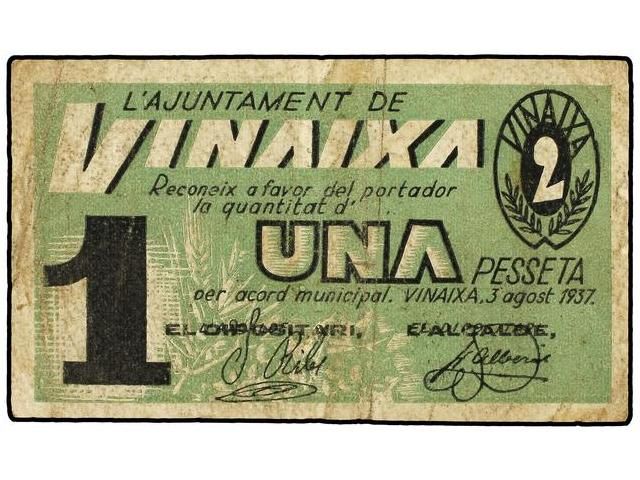 L'AJUNTAMENT DE
VINAIXA
VINAIXA
2
Reconeix a favor del portador
la quantitat d'...
1
UNA PESSETA
per acord municipal. VINAIXA, 3 agost 1937.
EL DIPOSITARI, L'ALCALDE,